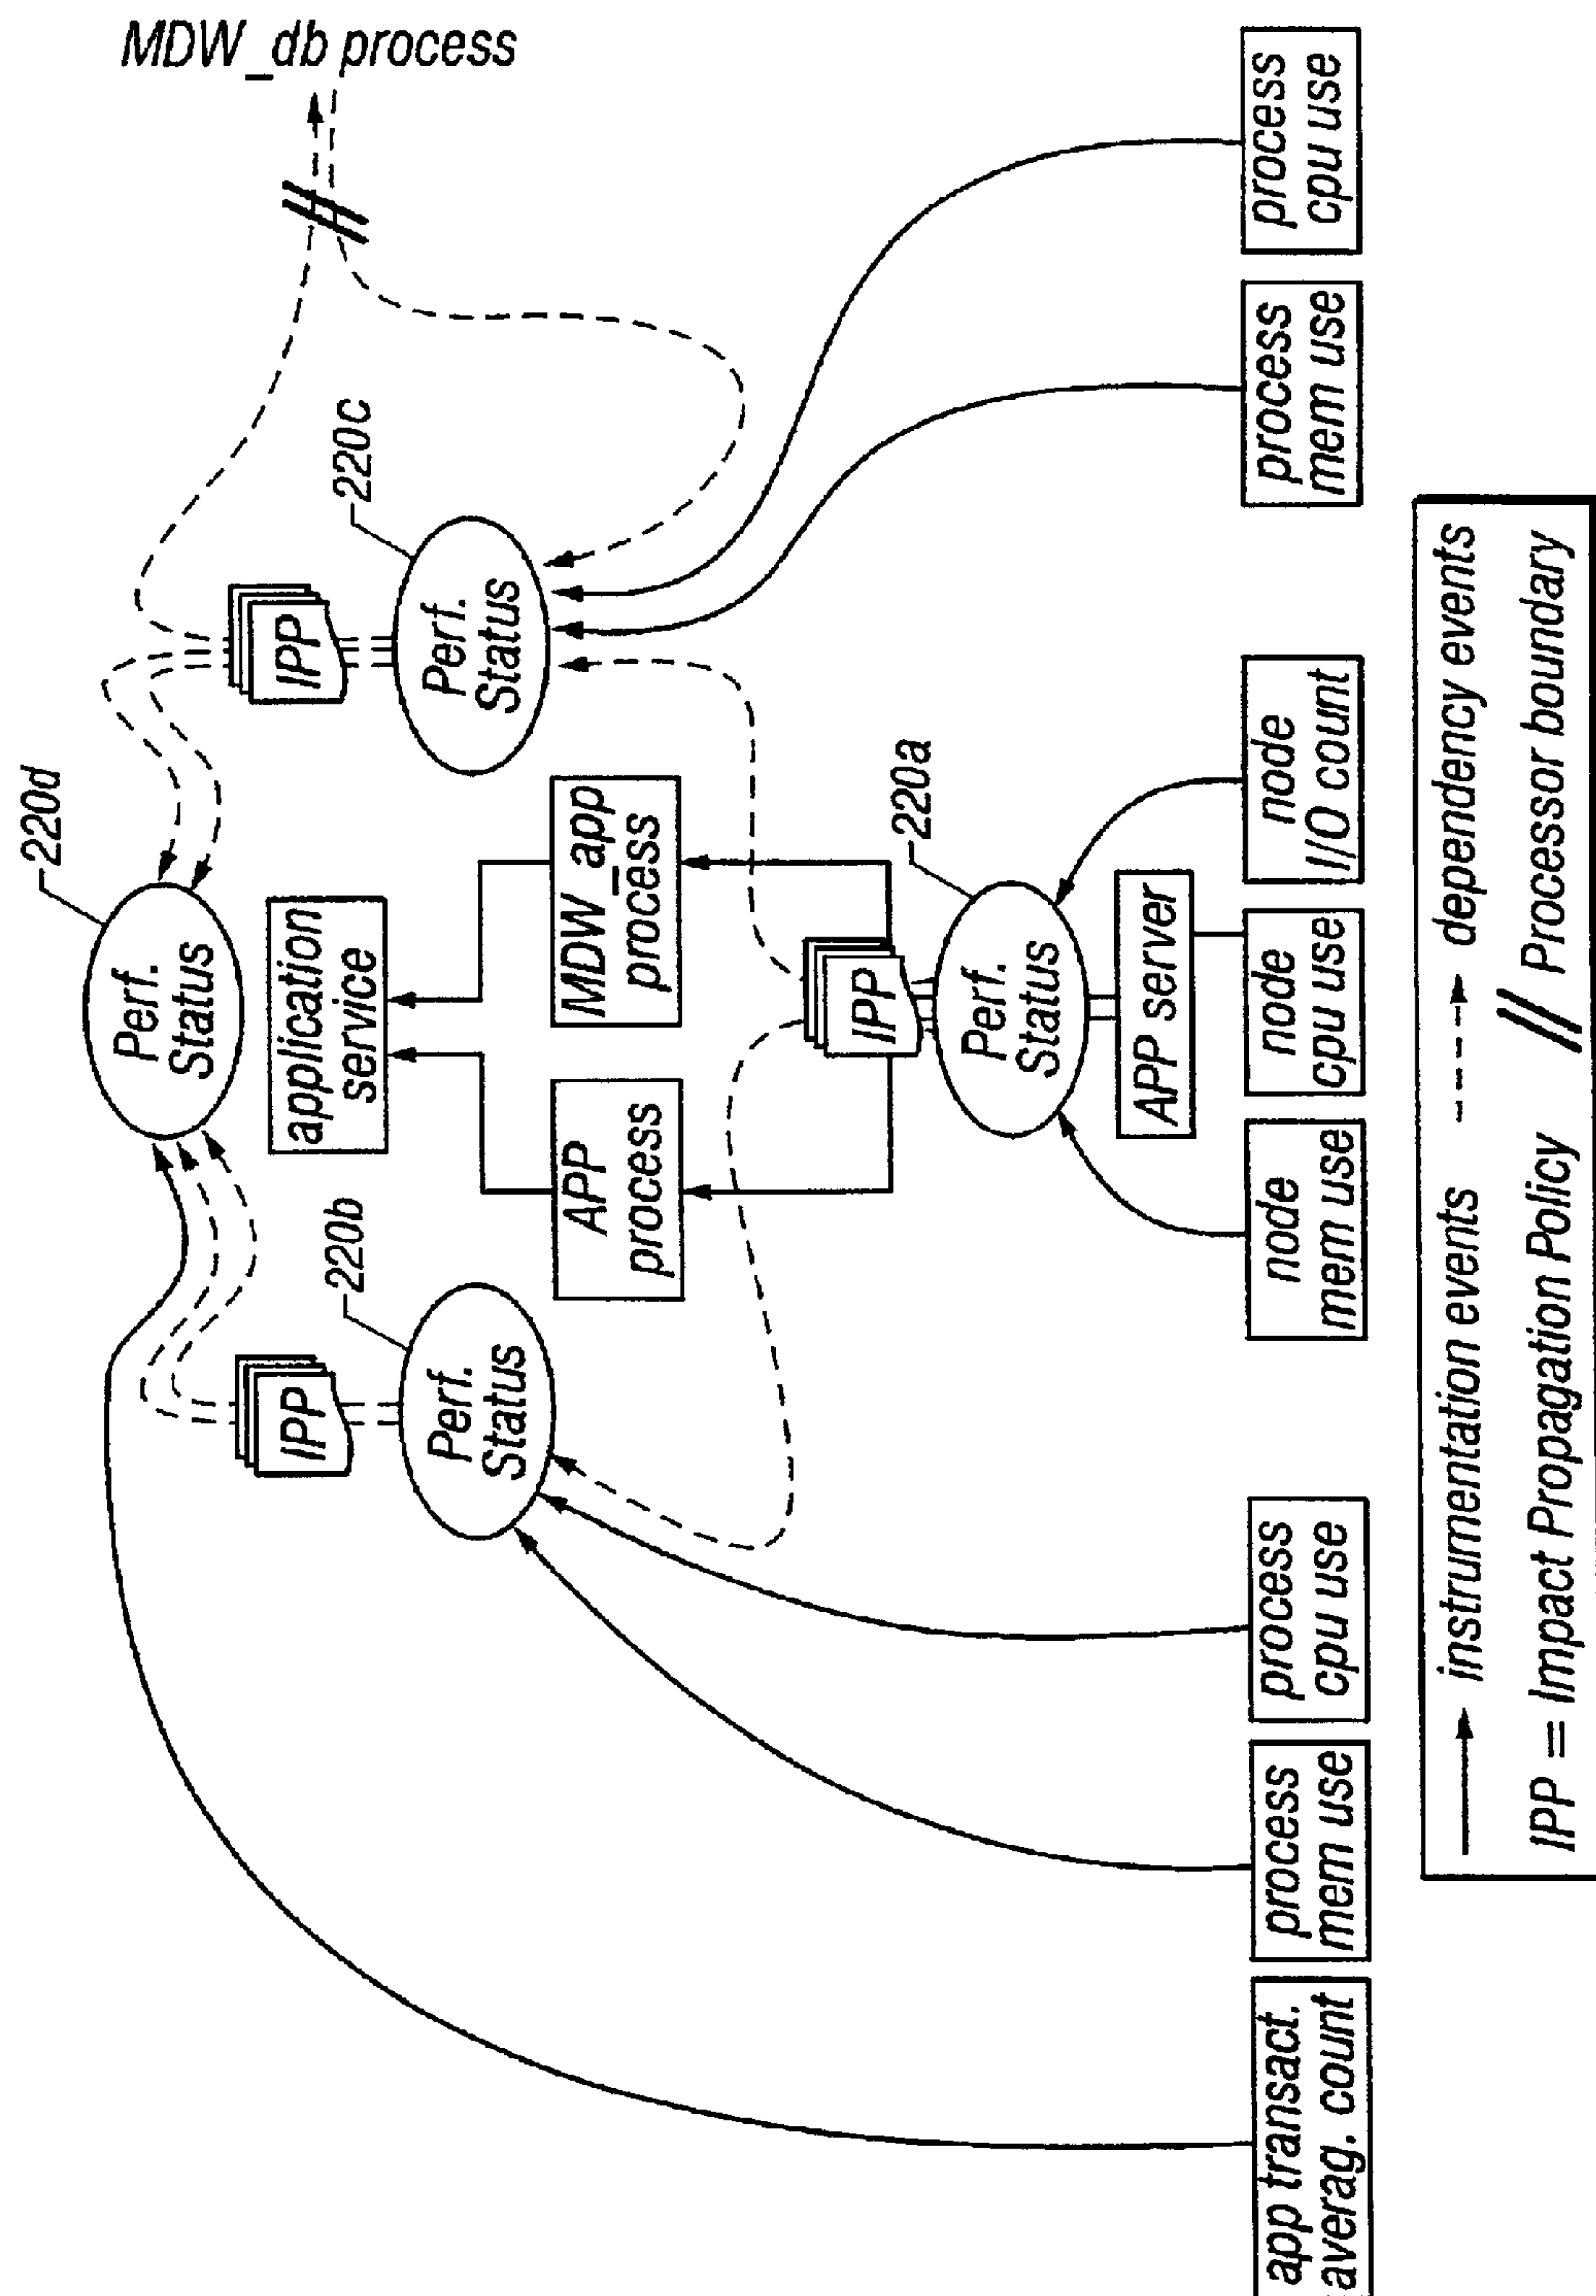 MDW_db process
220d
Perf.
Status
application
service
220b
IPP
Perf.
Status
IPP
220c
Perf.
Status
APP
process
MDW_app
process
IPP
220a
Perf.
Status
APP server
app transact.
averag. count
process
mem use
process
cpu use
node
mem use
node
cpu use
node
I/O count
process
mem use
process
cpu use
instrumentation events
dependency events
IPP = Impact Propagation Policy
// Processor boundary